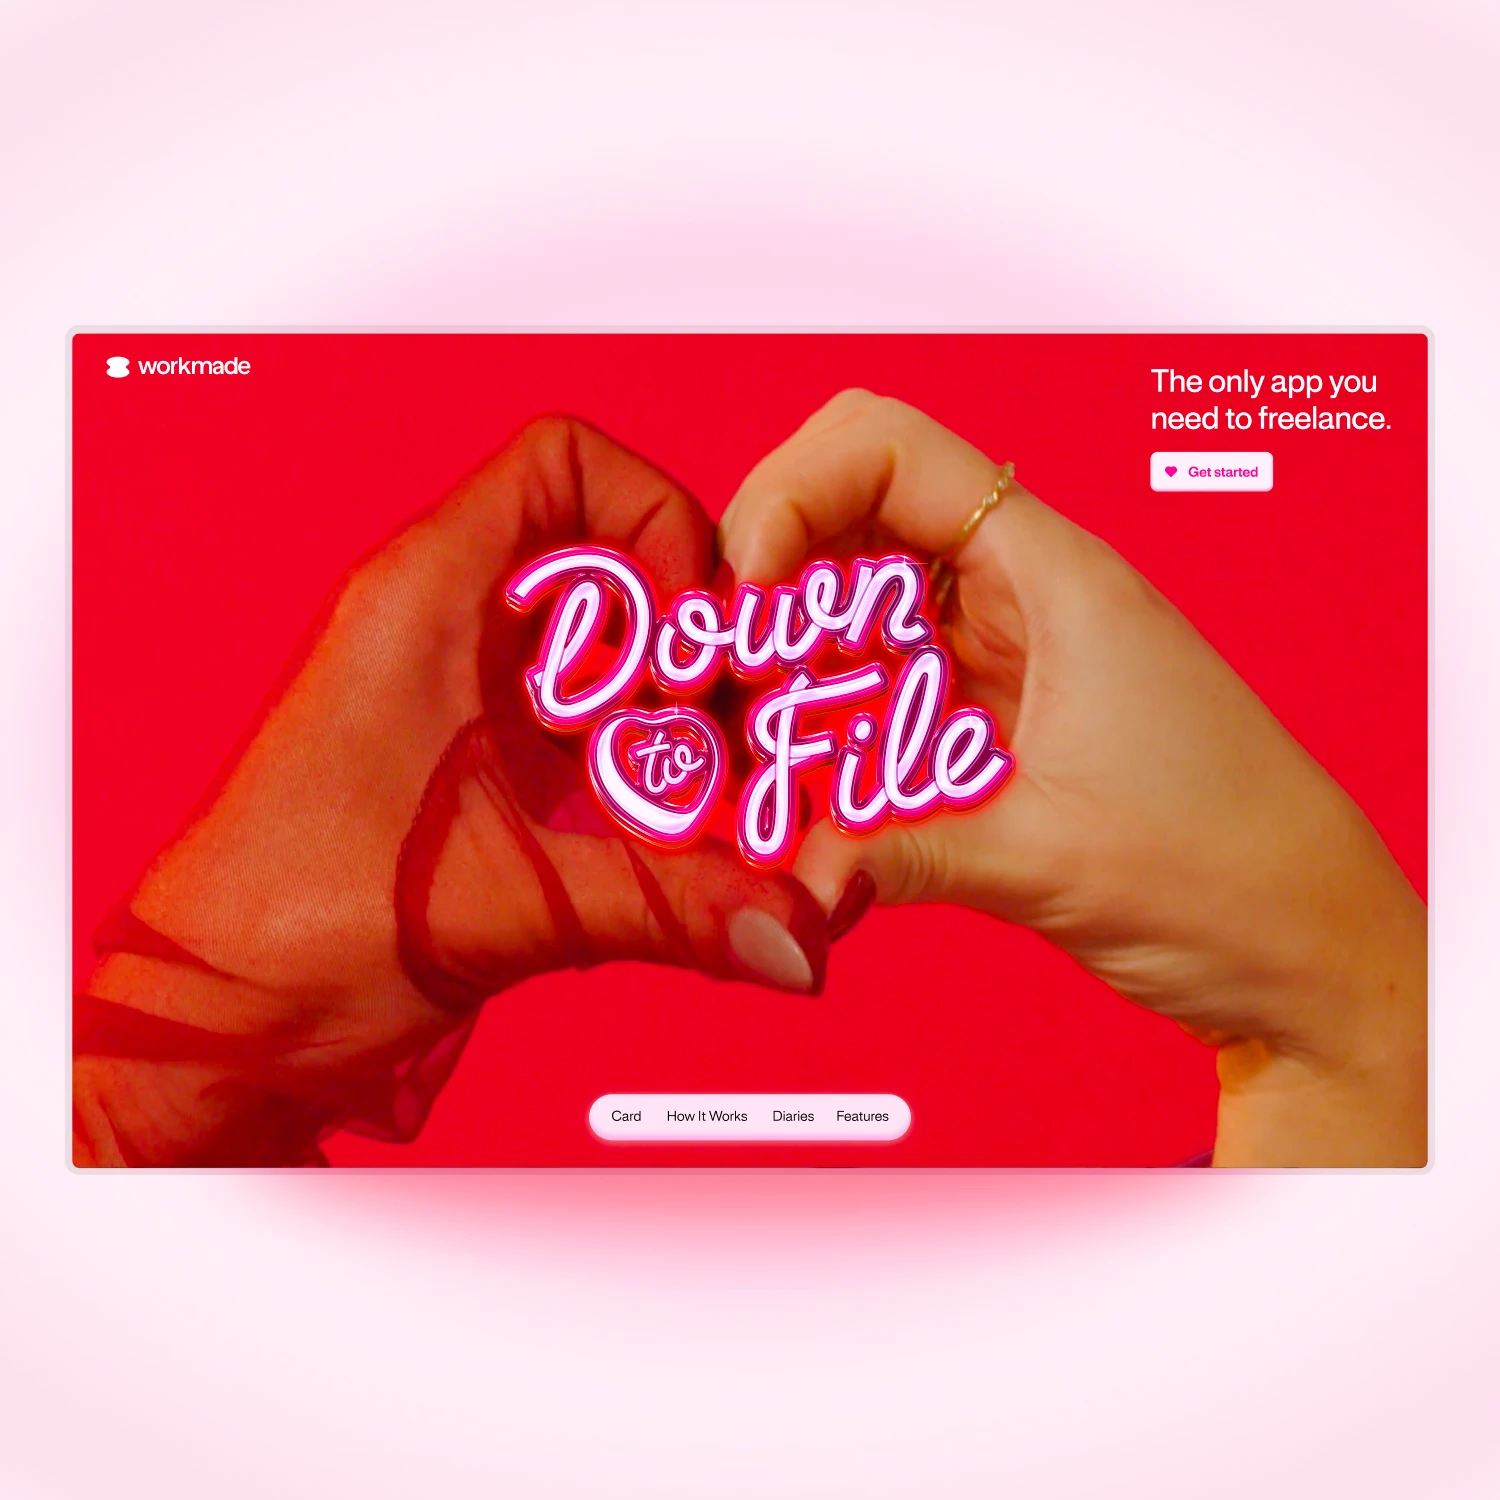 workmade
The only app you
need to freelance.
Get started
Down
to File
Card How It Works Diaries Features